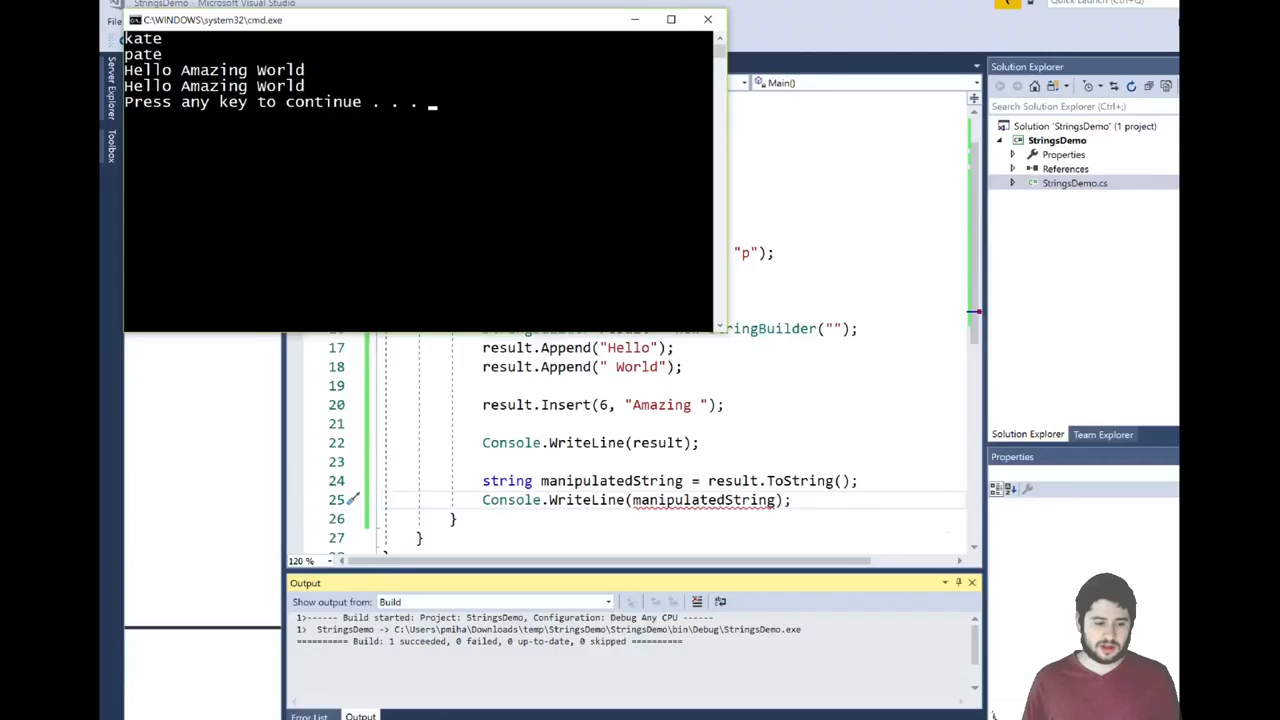 StringsDemo - Microsoft Visual Studio
Quick Launch (Ctrl+Q)
File
C:\WINDOWS\system32\cmd.exe
kate
pate
Hello Amazing World
Hello Amazing World
Press any key to continue . . .
Server Explorer
Toolbox
Main()
"p");
16 StringBuilder result = new StringBuilder("");
17 result.Append("Hello");
18 result.Append(" World");
19
20 result.Insert(6, "Amazing ");
21
22 Console.WriteLine(result);
23
24 string manipulatedString = result.ToString();
25 Console.WriteLine(manipulatedString);
26 }
27 }
}
120 %
Output
Show output from: Build
1>------ Build started: Project: StringsDemo, Configuration: Debug Any CPU ------
1> StringsDemo -> C:\Users\pmiha\Downloads\temp\StringsDemo\StringsDemo\bin\Debug\StringsDemo.exe
========== Build: 1 succeeded, 0 failed, 0 up-to-date, 0 skipped ==========
Error List
Output
Solution Explorer
Search Solution Explorer (Ctrl+;)
Solution 'StringsDemo' (1 project)
StringsDemo
Properties
References
StringsDemo.cs
Solution Explorer
Team Explorer
Properties